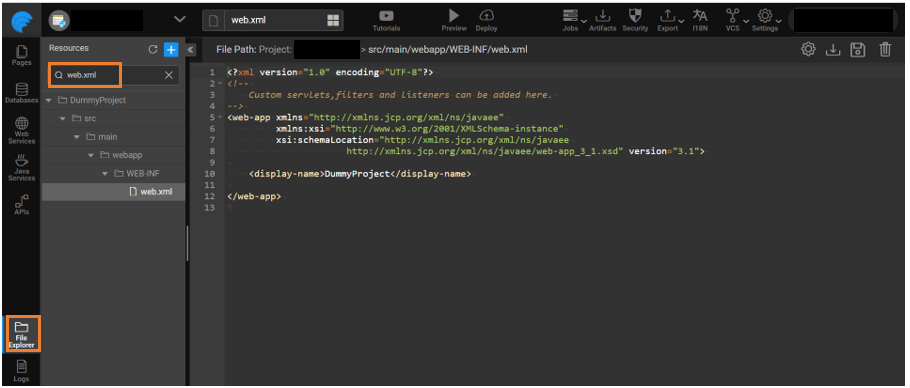 web.xml
Tutorials
Preview
Deploy
Jobs
Artifacts
Security
Export
I18N
VCS
Settings
Pages
Databases
Web
Services
Java
Services
APIs
File
Explorer
Logs
Resources
web.xml
DummyProject
src
main
webapp
WEB-INF
web.xml
File Path: Project: > src/main/webapp/WEB-INF/web.xml
1 <?xml version="1.0" encoding="UTF-8"?>
2 <!--
3 Custom servlets,filters and listeners can be added here.
4 -->
5 <web-app xmlns="http://xmlns.jcp.org/xml/ns/javaee"
6 xmlns:xsi="http://www.w3.org/2001/XMLSchema-instance"
7 xsi:schemaLocation="http://xmlns.jcp.org/xml/ns/javaee
8 http://xmlns.jcp.org/xml/ns/javaee/web-app_3_1.xsd" version="3.1">
9
10 <display-name>DummyProject</display-name>
11
12 </web-app>
13